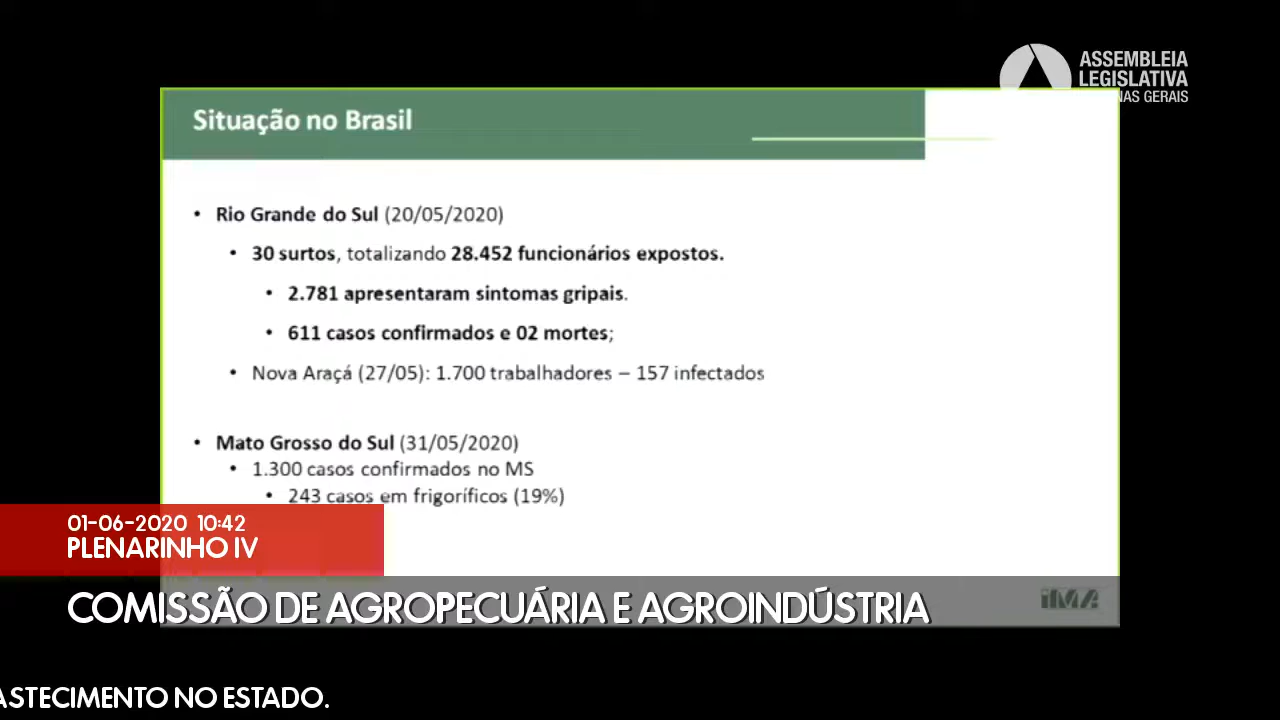 ASSEMBLEIA
LEGISLATIVA
NAS GERAIS
Situação no Brasil
• Rio Grande do Sul (20/05/2020)
• 30 surtos, totalizando 28.452 funcionários expostos.
• 2.781 apresentaram sintomas gripais.
• 611 casos confirmados e 02 mortes;
• Nova Araçá (27/05): 1.700 trabalhadores – 157 infectados
• Mato Grosso do Sul (31/05/2020)
• 1.300 casos confirmados no MS
• 243 casos em frigoríficos (19%)
01-06-2020 10:42
PLENARINHO IV
COMISSÃO DE AGROPECUÁRIA E AGROINDÚSTRIA
iMA
ASTECIMENTO NO ESTADO.